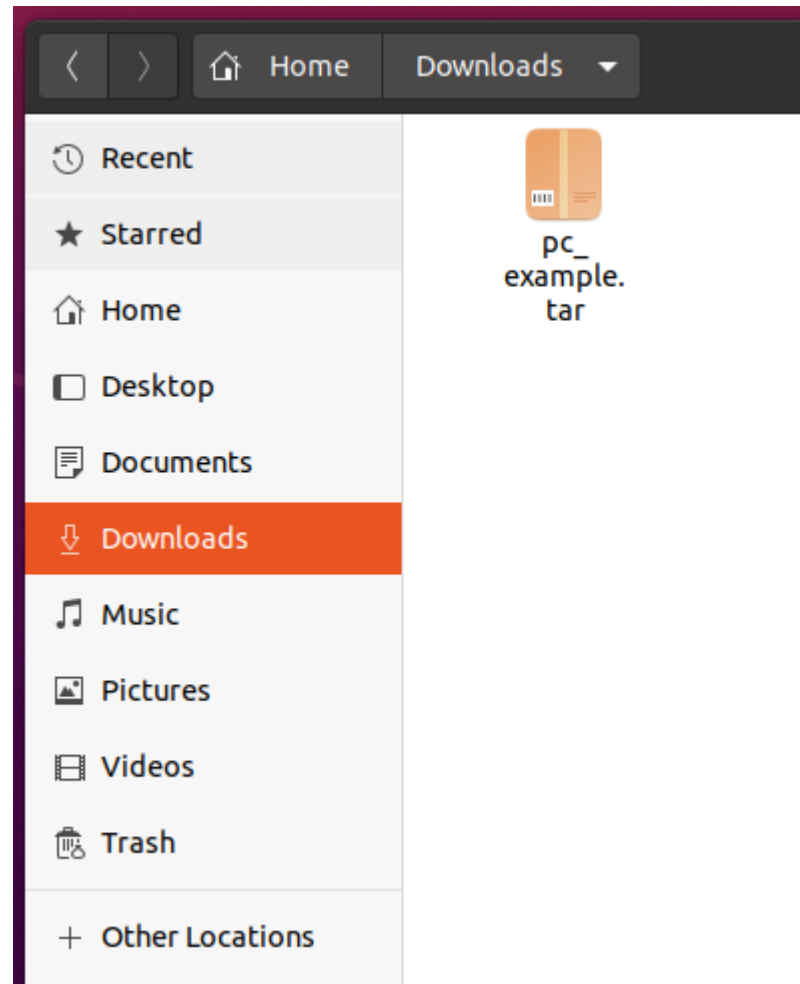 Home Downloads
Recent
Starred
Home
Desktop
Documents
Downloads
Music
Pictures
Videos
Trash
Other Locations
pc_
example.
tar